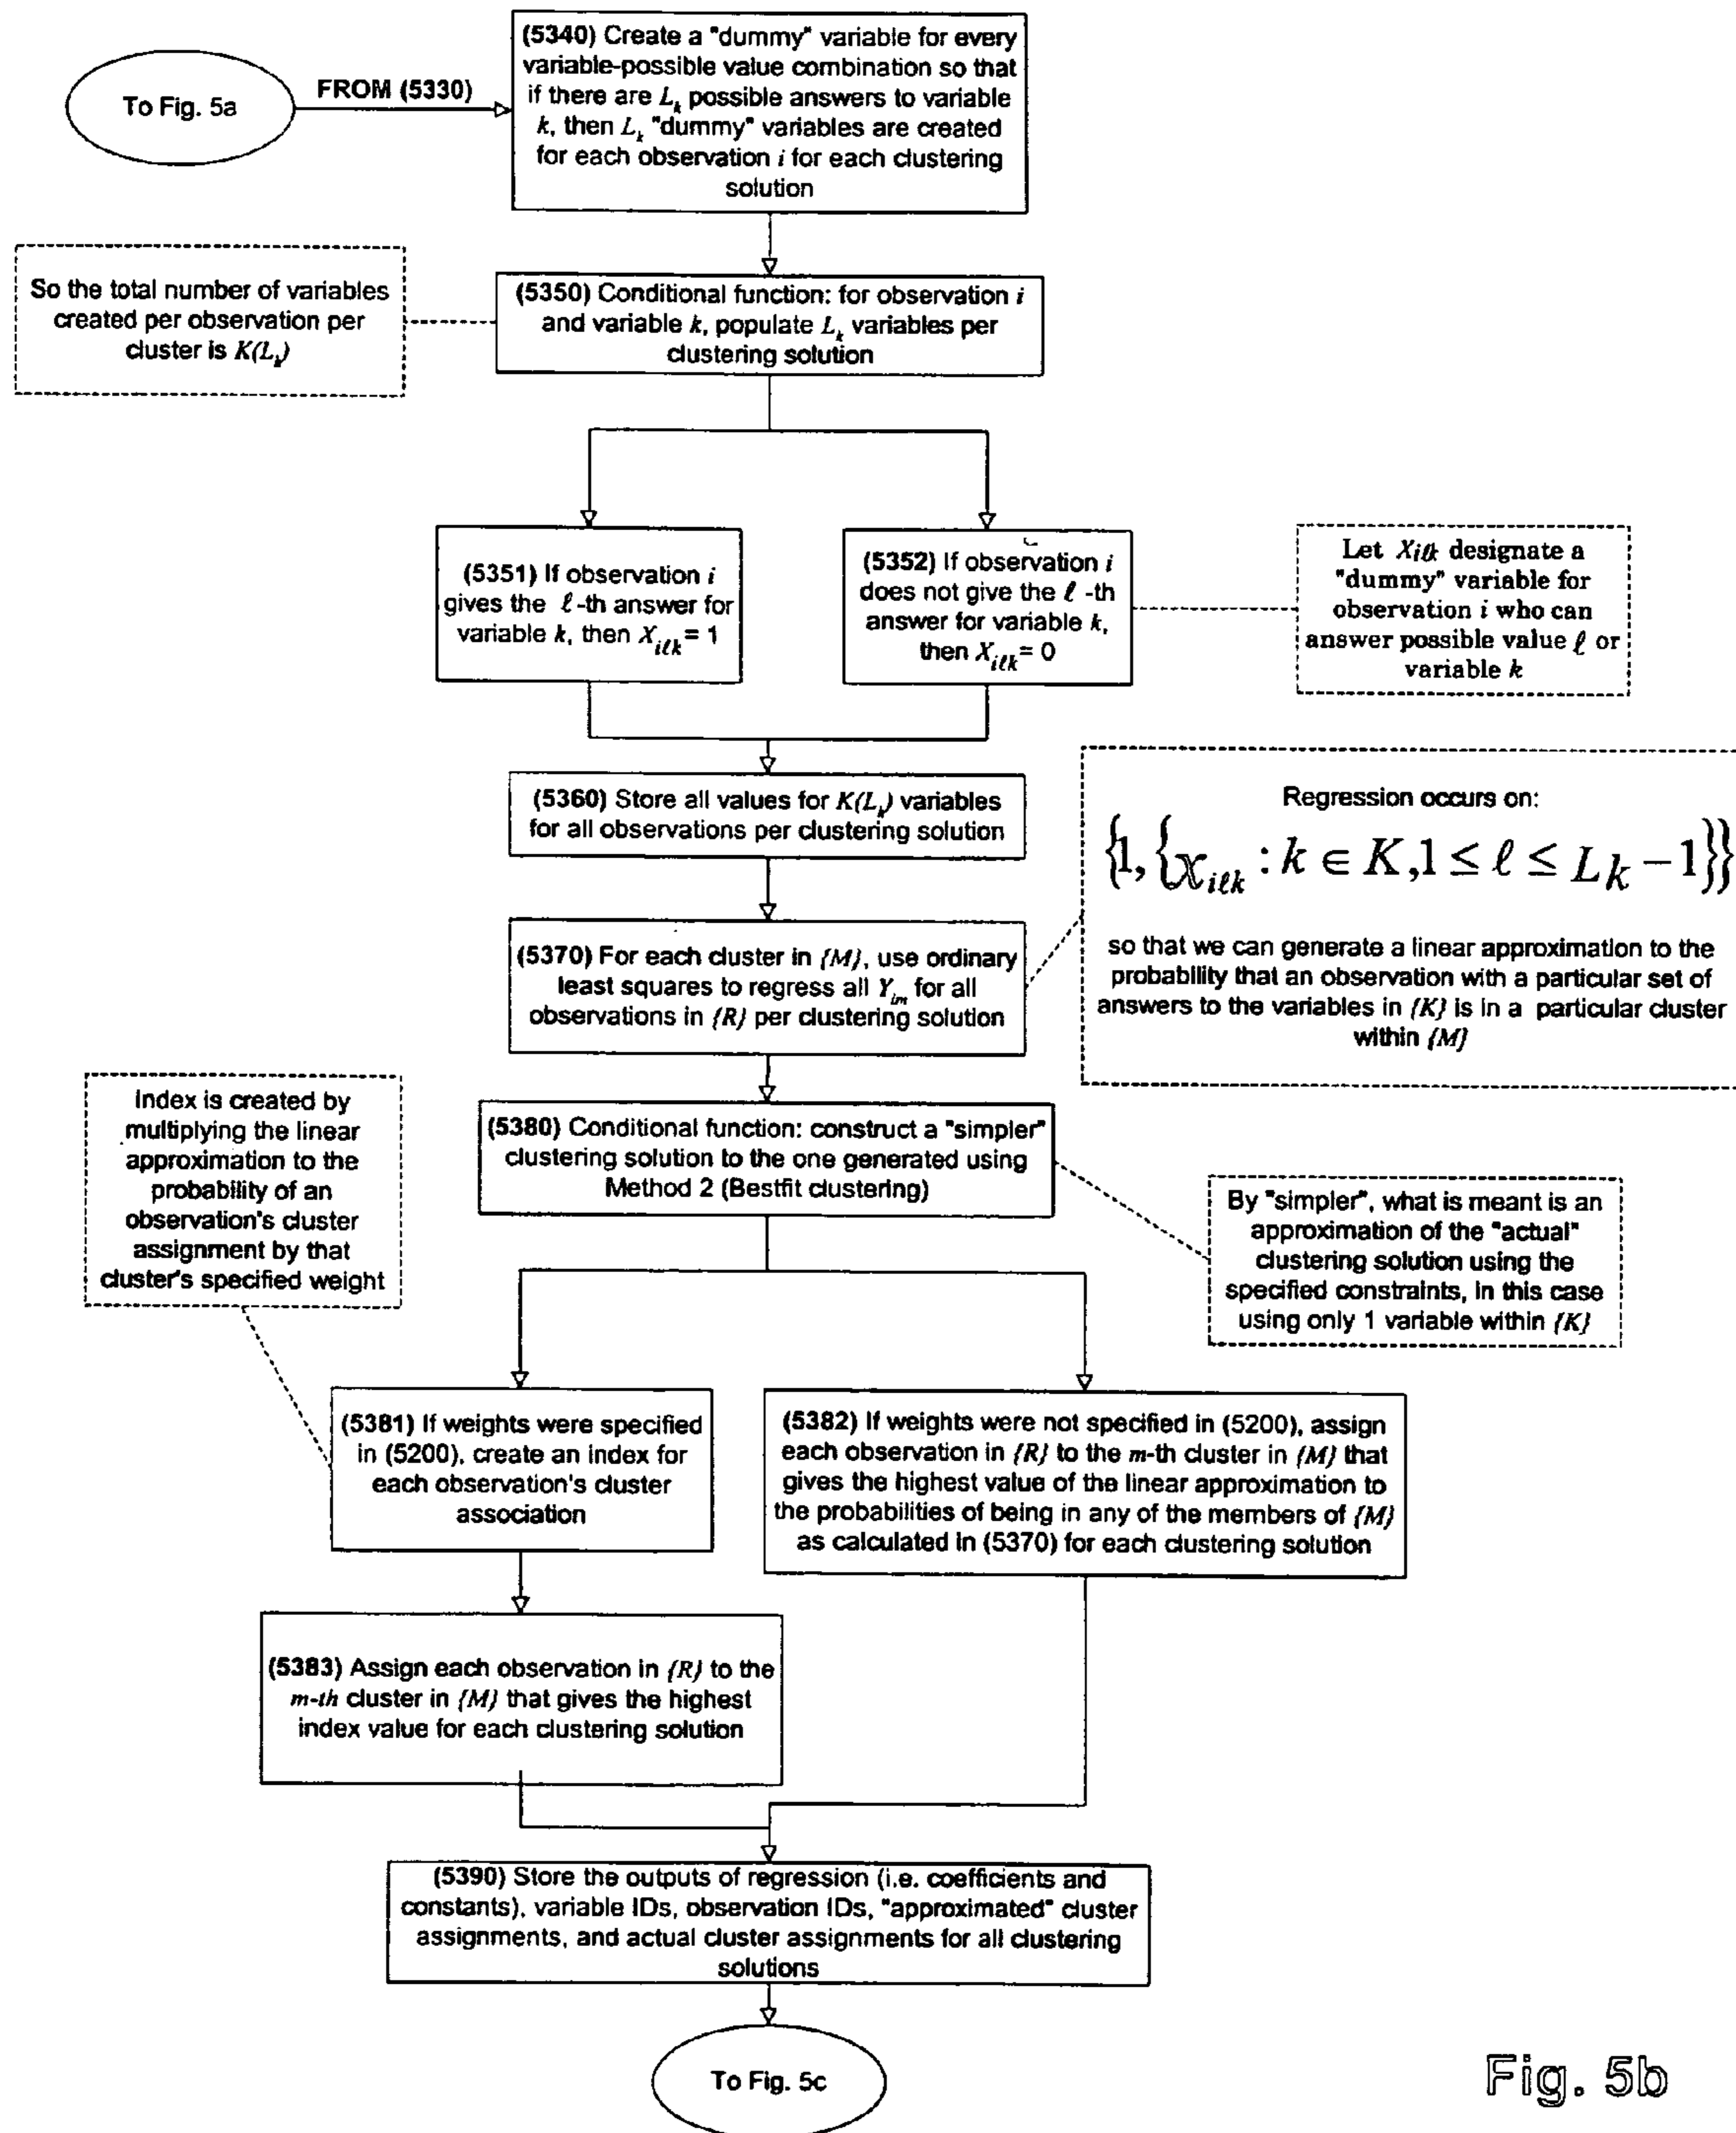 To Fig. 5a
FROM (5330)
(5340) Create a "dummy" variable for every
variable-possible value combination so that
if there are L_k possible answers to variable
k, then L_k "dummy" variables are created
for each observation i for each clustering
solution
So the total number of variables
created per observation per
cluster is K(L_k)
(5350) Conditional function: for observation i
and variable k, populate L_k variables per
clustering solution
(5351) If observation i
gives the ℓ-th answer for
variable k, then X_iℓk = 1
(5352) If observation i
does not give the ℓ -th
answer for variable k,
then X_iℓk = 0
Let X_iℓk designate a
"dummy" variable for
observation i who can
answer possible value ℓ or
variable k
(5360) Store all values for K(L_k) variables
for all observations per clustering solution
Regression occurs on:
{1, {x_iℓk : k ∈ K, 1 ≤ ℓ ≤ L_k − 1}}
so that we can generate a linear approximation to the
probability that an observation with a particular set of
answers to the variables in {K} is in a particular cluster
within {M}
(5370) For each cluster in {M}, use ordinary
least squares to regress all Y_im for all
observations in {R} per clustering solution
Index is created by
multiplying the linear
approximation to the
probability of an
observation's cluster
assignment by that
cluster's specified weight
(5380) Conditional function: construct a "simpler"
clustering solution to the one generated using
Method 2 (Bestfit clustering)
By "simpler", what is meant is an
approximation of the "actual"
clustering solution using the
specified constraints, in this case
using only 1 variable within {K}
(5381) If weights were specified
in (5200), create an index for
each observation's cluster
association
(5382) If weights were not specified in (5200), assign
each observation in {R} to the m-th cluster in {M} that
gives the highest value of the linear approximation to
the probabilities of being in any of the members of {M}
as calculated in (5370) for each clustering solution
(5383) Assign each observation in {R} to the
m-th cluster in {M} that gives the highest
index value for each clustering solution
(5390) Store the outputs of regression (i.e. coefficients and
constants), variable IDs, observation IDs, "approximated" cluster
assignments, and actual cluster assignments for all clustering
solutions
To Fig. 5c
Fig. 5b